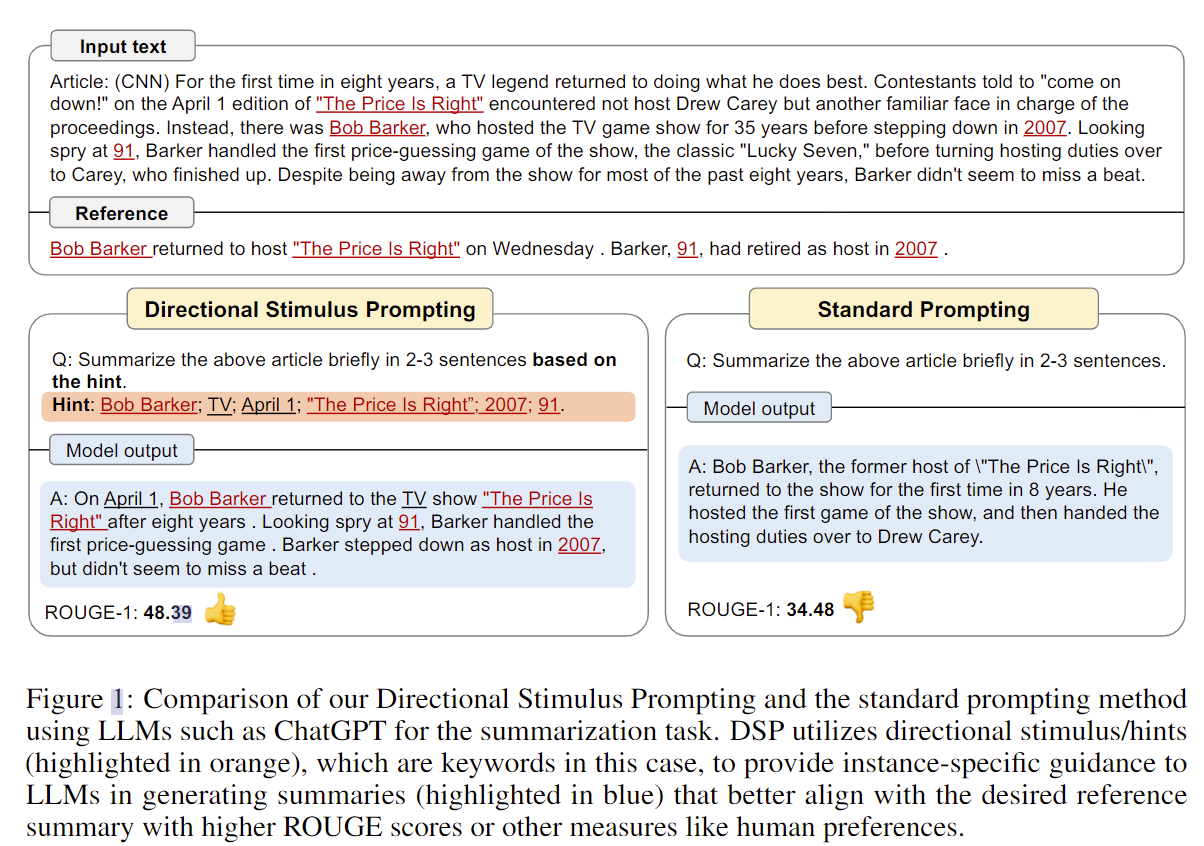 Input text
Article: (CNN) For the first time in eight years, a TV legend returned to doing what he does best. Contestants told to "come on
down!" on the April 1 edition of "The Price Is Right" encountered not host Drew Carey but another familiar face in charge of the
proceedings. Instead, there was Bob Barker, who hosted the TV game show for 35 years before stepping down in 2007. Looking
spry at 91, Barker handled the first price-guessing game of the show, the classic "Lucky Seven," before turning hosting duties over
to Carey, who finished up. Despite being away from the show for most of the past eight years, Barker didn't seem to miss a beat.
Reference
Bob Barker returned to host "The Price Is Right" on Wednesday . Barker, 91, had retired as host in 2007 .
Directional Stimulus Prompting
Q: Summarize the above article briefly in 2-3 sentences based on
the hint.
Hint: Bob Barker; TV; April 1; "The Price Is Right”; 2007; 91.
Model output
A: On April 1, Bob Barker returned to the TV show "The Price Is
Right" after eight years . Looking spry at 91, Barker handled the
first price-guessing game . Barker stepped down as host in 2007,
but didn't seem to miss a beat .
ROUGE-1: 48.39
Standard Prompting
Q: Summarize the above article briefly in 2-3 sentences.
Model output
A: Bob Barker, the former host of \"The Price Is Right\",
returned to the show for the first time in 8 years. He
hosted the first game of the show, and then handed the
hosting duties over to Drew Carey.
ROUGE-1: 34.48
Figure 1: Comparison of our Directional Stimulus Prompting and the standard prompting method
using LLMs such as ChatGPT for the summarization task. DSP utilizes directional stimulus/hints
(highlighted in orange), which are keywords in this case, to provide instance-specific guidance to
LLMs in generating summaries (highlighted in blue) that better align with the desired reference
summary with higher ROUGE scores or other measures like human preferences.